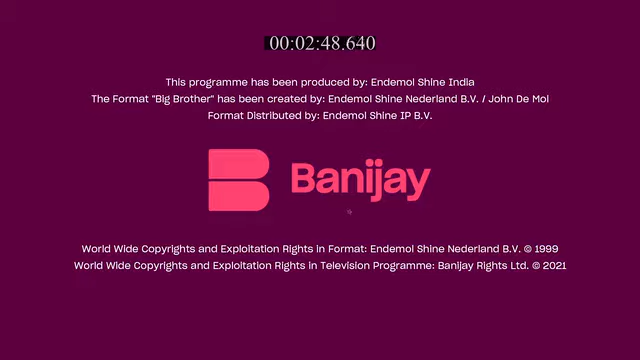 00:02:48.640
This programme has been produced by: Endemol Shine India
The Format "Big Brother" has been created by: Endemol Shine Nederland B.V. / John De Mol
Format Distributed by: Endemol Shine IP B.V.
Banijay
World Wide Copyrights and Exploitation Rights in Format: Endemol Shine Nederland B.V. © 1999
World Wide Copyrights and Exploitation Rights in Television Programme: Banijay Rights Ltd. © 2021